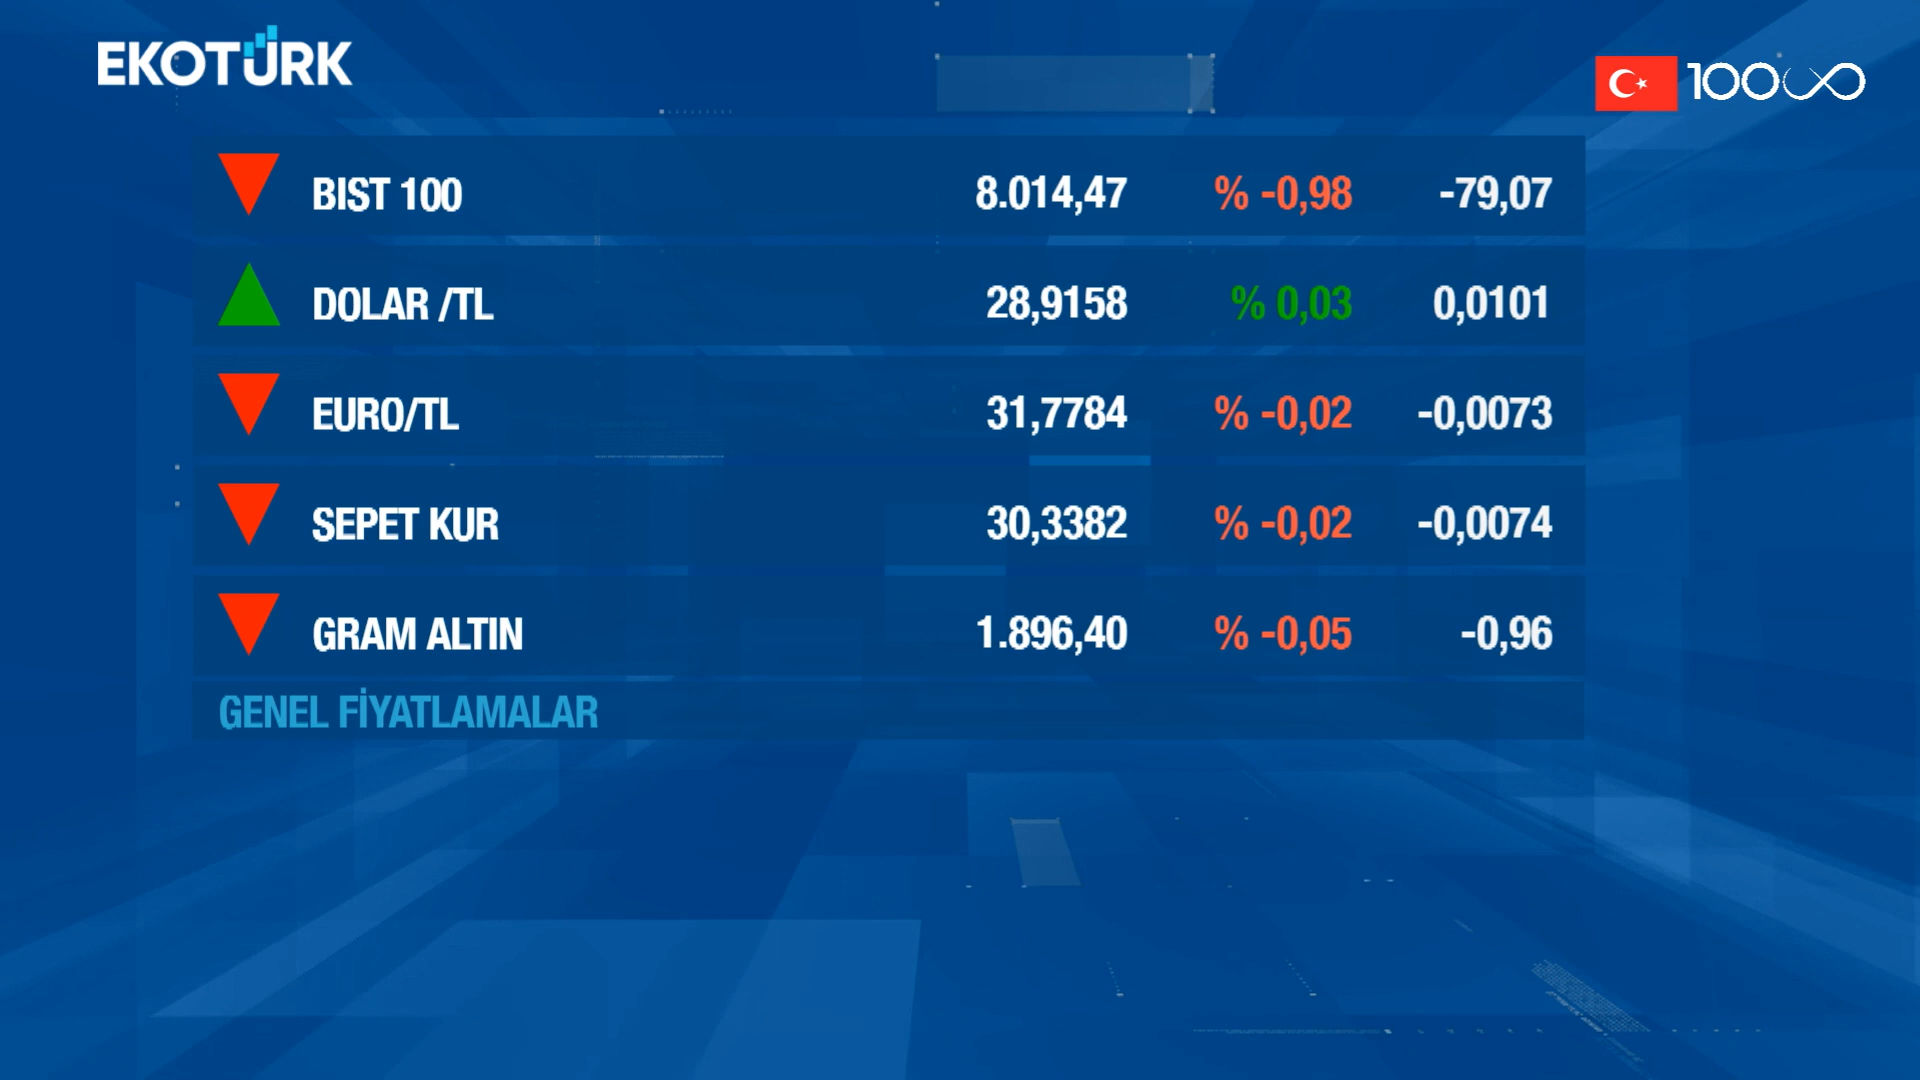 EKOTÜRK
100
BIST 100 8.014,47 % -0,98 -79,07
DOLAR /TL 28,9158 % 0,03 0,0101
EURO/TL 31,7784 % -0,02 -0,0073
SEPET KUR 30,3382 % -0,02 -0,0074
GRAM ALTIN 1.896,40 % -0,05 -0,96
GENEL FİYATLAMALAR